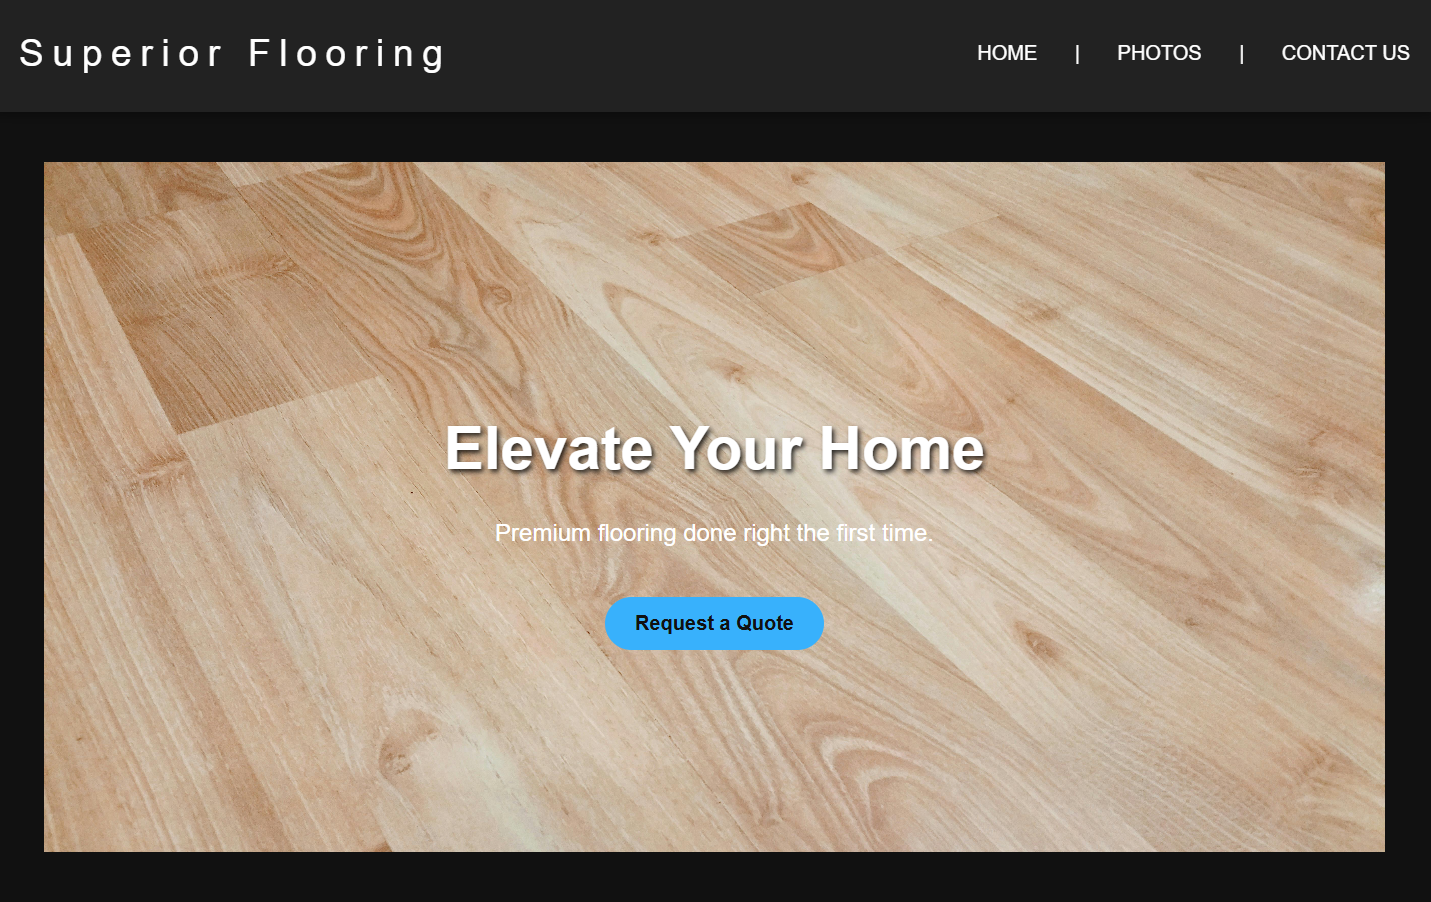 Superior Flooring
HOME | PHOTOS | CONTACT US
Elevate Your Home
Premium flooring done right the first time.
Request a Quote